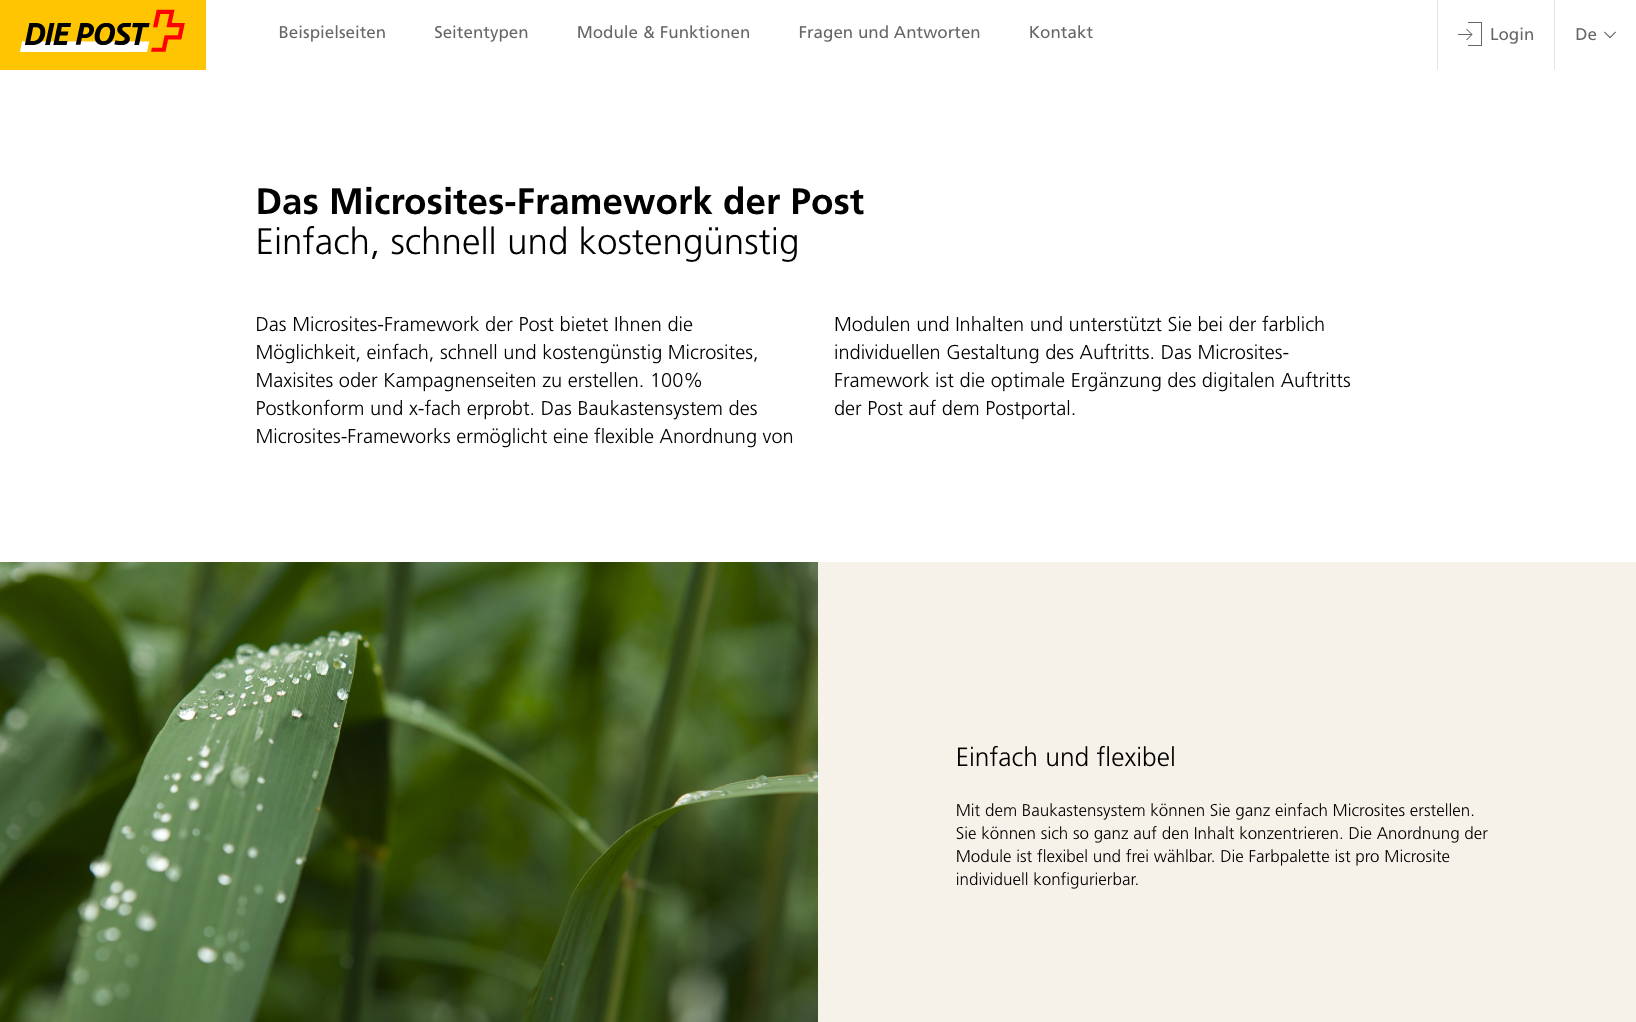 DIE POST
Beispielseiten
Seitentypen
Module & Funktionen
Fragen und Antworten
Kontakt
Login
De
Das Microsites-Framework der Post
Einfach, schnell und kostengünstig
Das Microsites-Framework der Post bietet Ihnen die
Möglichkeit, einfach, schnell und kostengünstig Microsites,
Maxisites oder Kampagnenseiten zu erstellen. 100%
Postkonform und x-fach erprobt. Das Baukastensystem des
Microsites-Frameworks ermöglicht eine flexible Anordnung von
Modulen und Inhalten und unterstützt Sie bei der farblich
individuellen Gestaltung des Auftritts. Das Microsites-
Framework ist die optimale Ergänzung des digitalen Auftritts
der Post auf dem Postportal.
Einfach und flexibel
Mit dem Baukastensystem können Sie ganz einfach Microsites erstellen.
Sie können sich so ganz auf den Inhalt konzentrieren. Die Anordnung der
Module ist flexibel und frei wählbar. Die Farbpalette ist pro Microsite
individuell konfigurierbar.